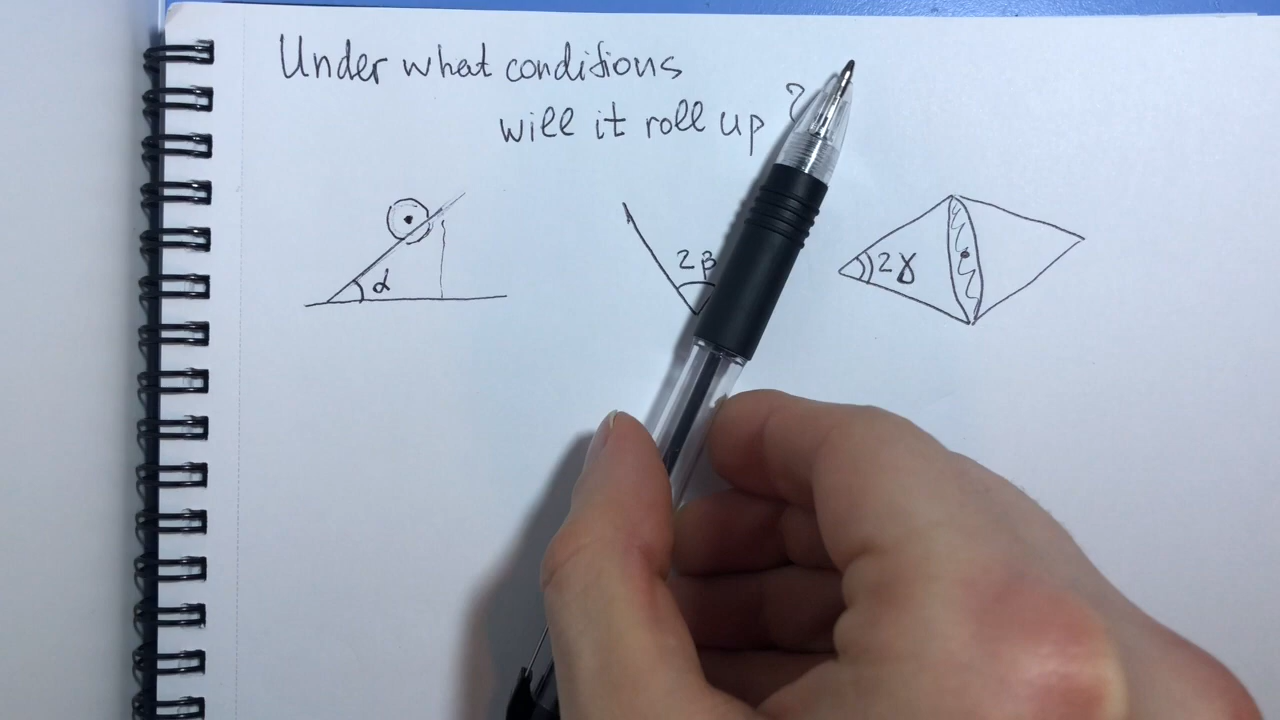 Under what conditions
will it roll up ?
α
2β
2γ